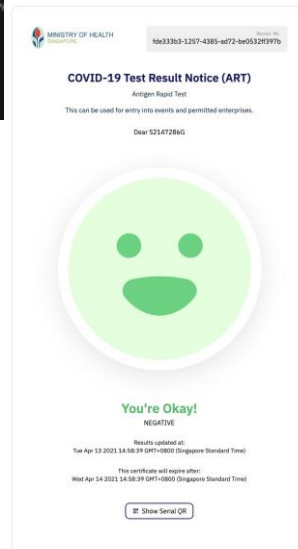 MINISTRY OF HEALTH
SINGAPORE
Serial No.
fde333b3-1257-4385-ad72-be0532ff397b
COVID-19 Test Result Notice (ART)
Antigen Rapid Test
This can be used for entry into events and permitted enterprises.
Dear S2147286G
You're Okay!
NEGATIVE
Results updated at:
Tue Apr 13 2021 14:58:39 GMT+0800 (Singapore Standard Time)
This certificate will expire after:
Wed Apr 14 2021 14:58:39 GMT+0800 (Singapore Standard Time)
Show Serial QR